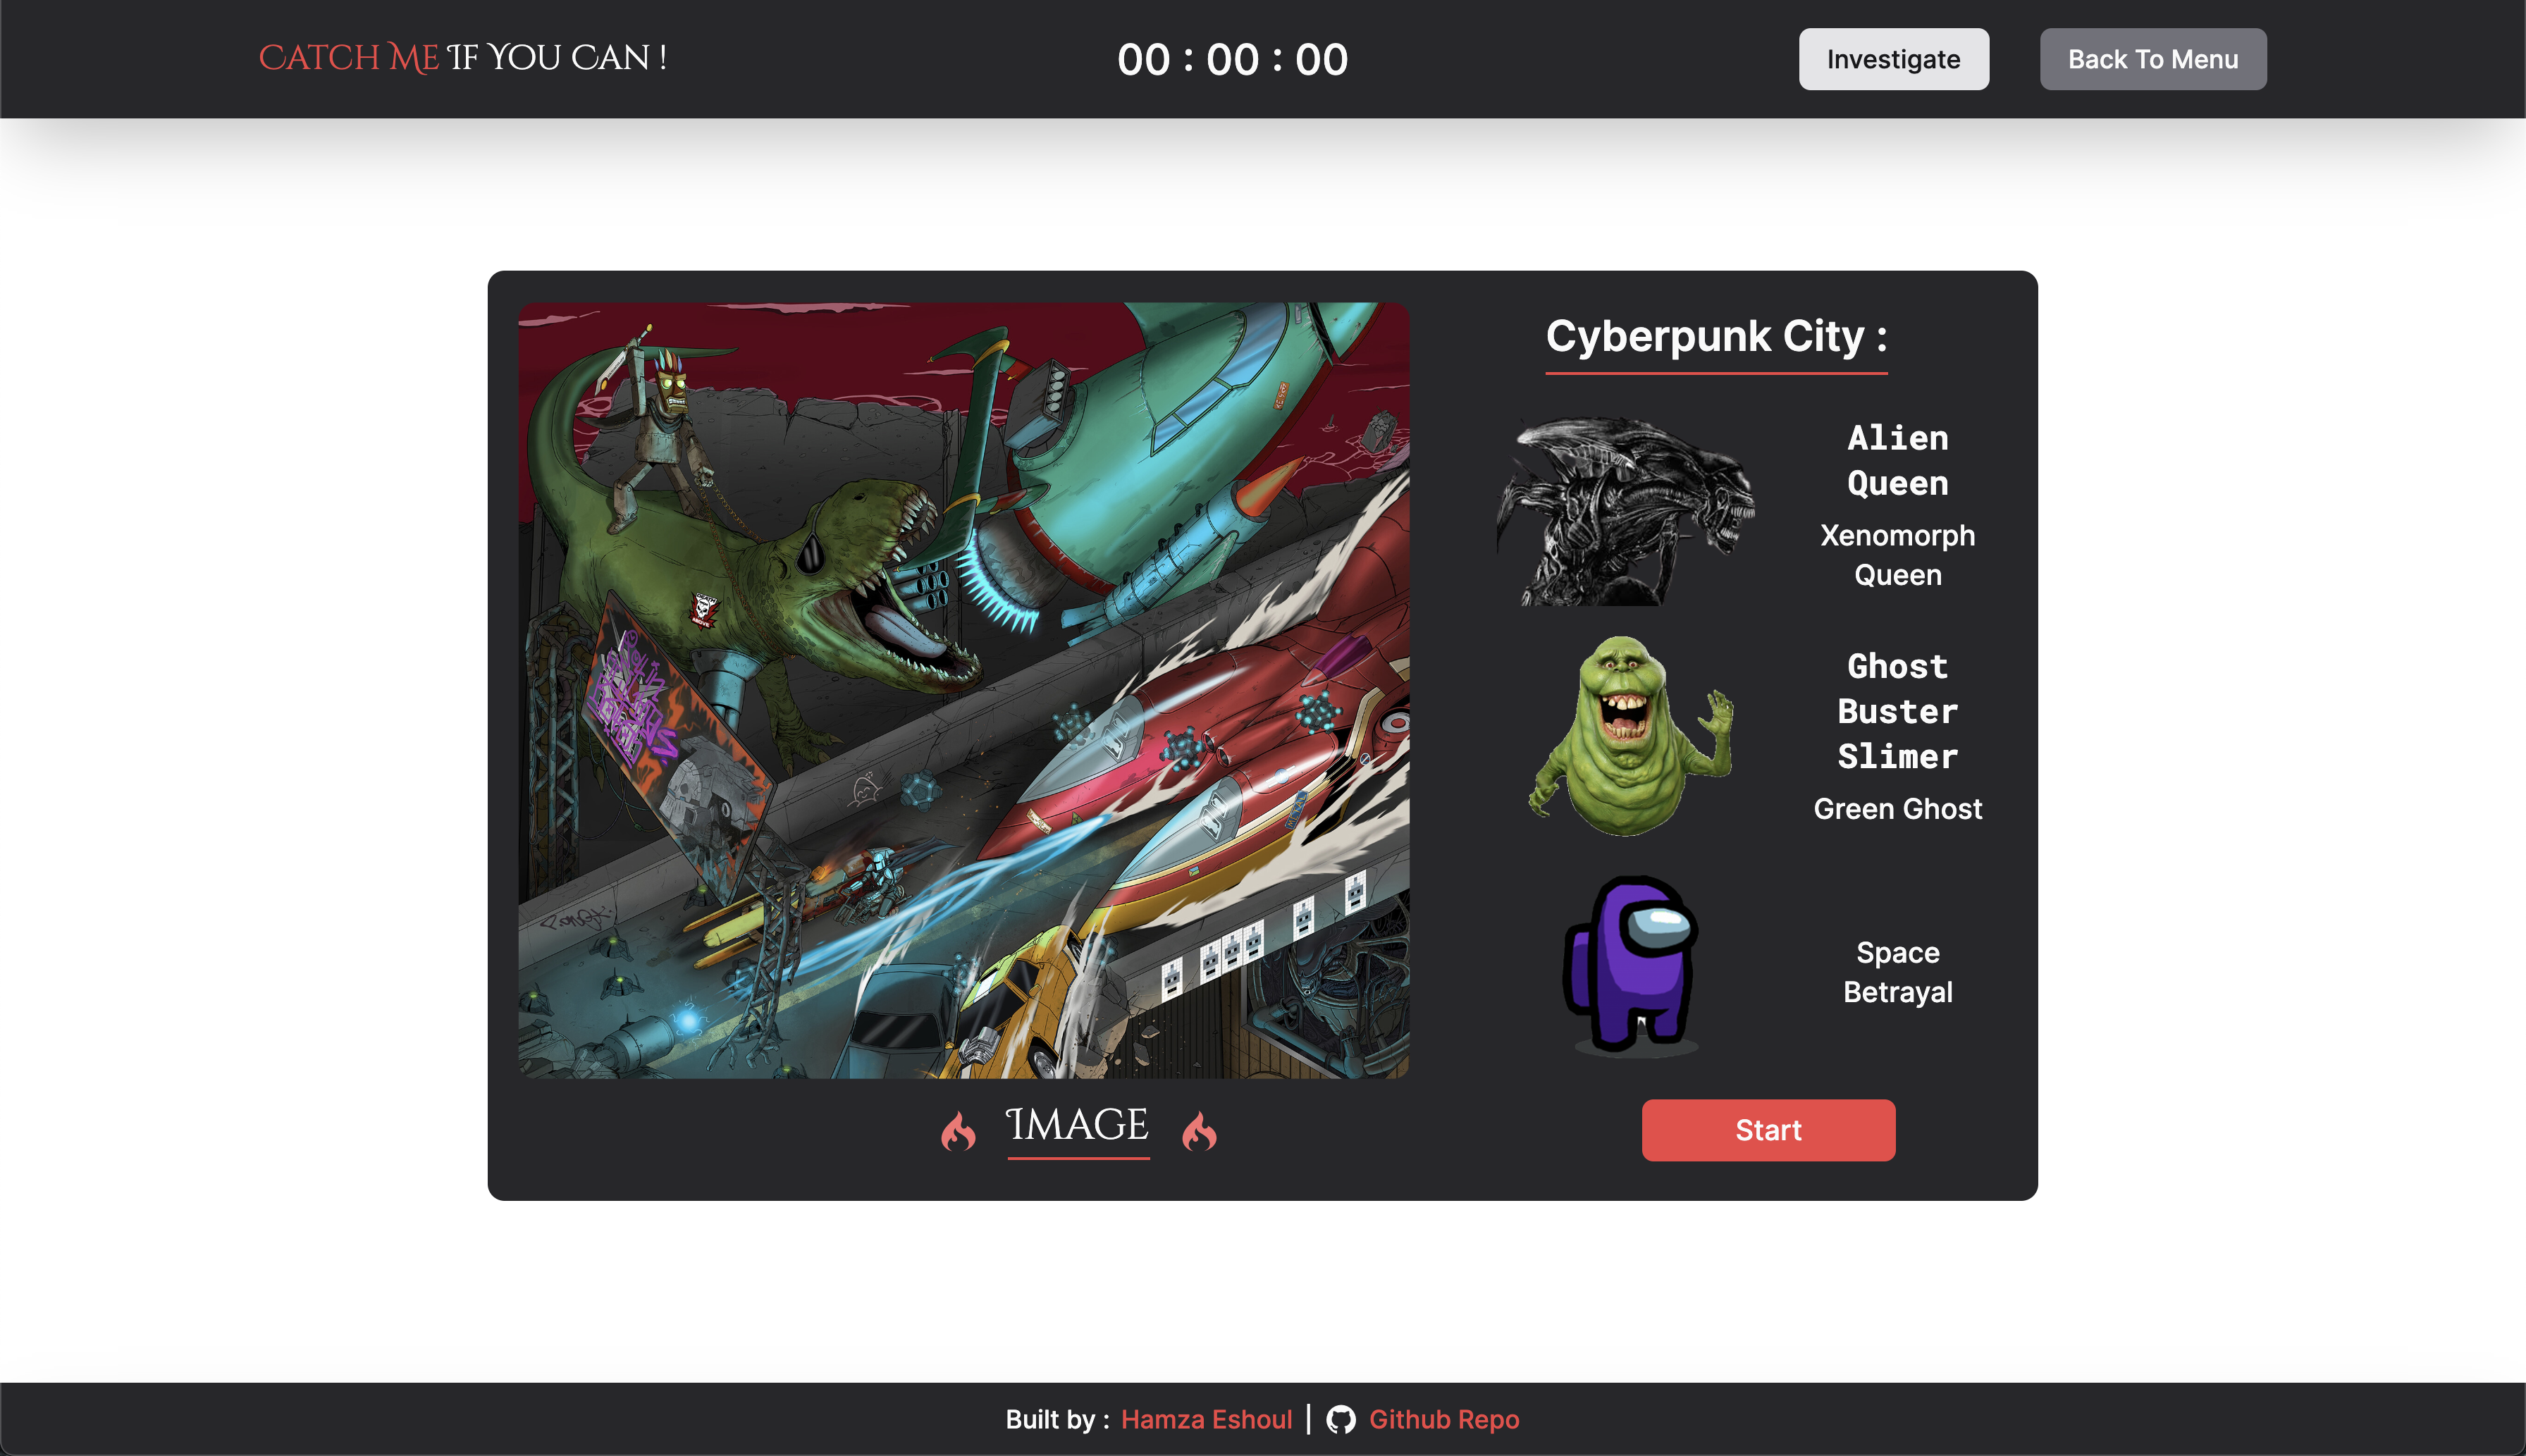 Catch Me If You Can !
00 : 00 : 00
Investigate
Back To Menu
Cyberpunk City :
Alien
Queen
Xenomorph
Queen
Ghost
Buster
Slimer
Green Ghost
Space
Betrayal
Image
Start
Built by : Hamza Eshoul | Github Repo